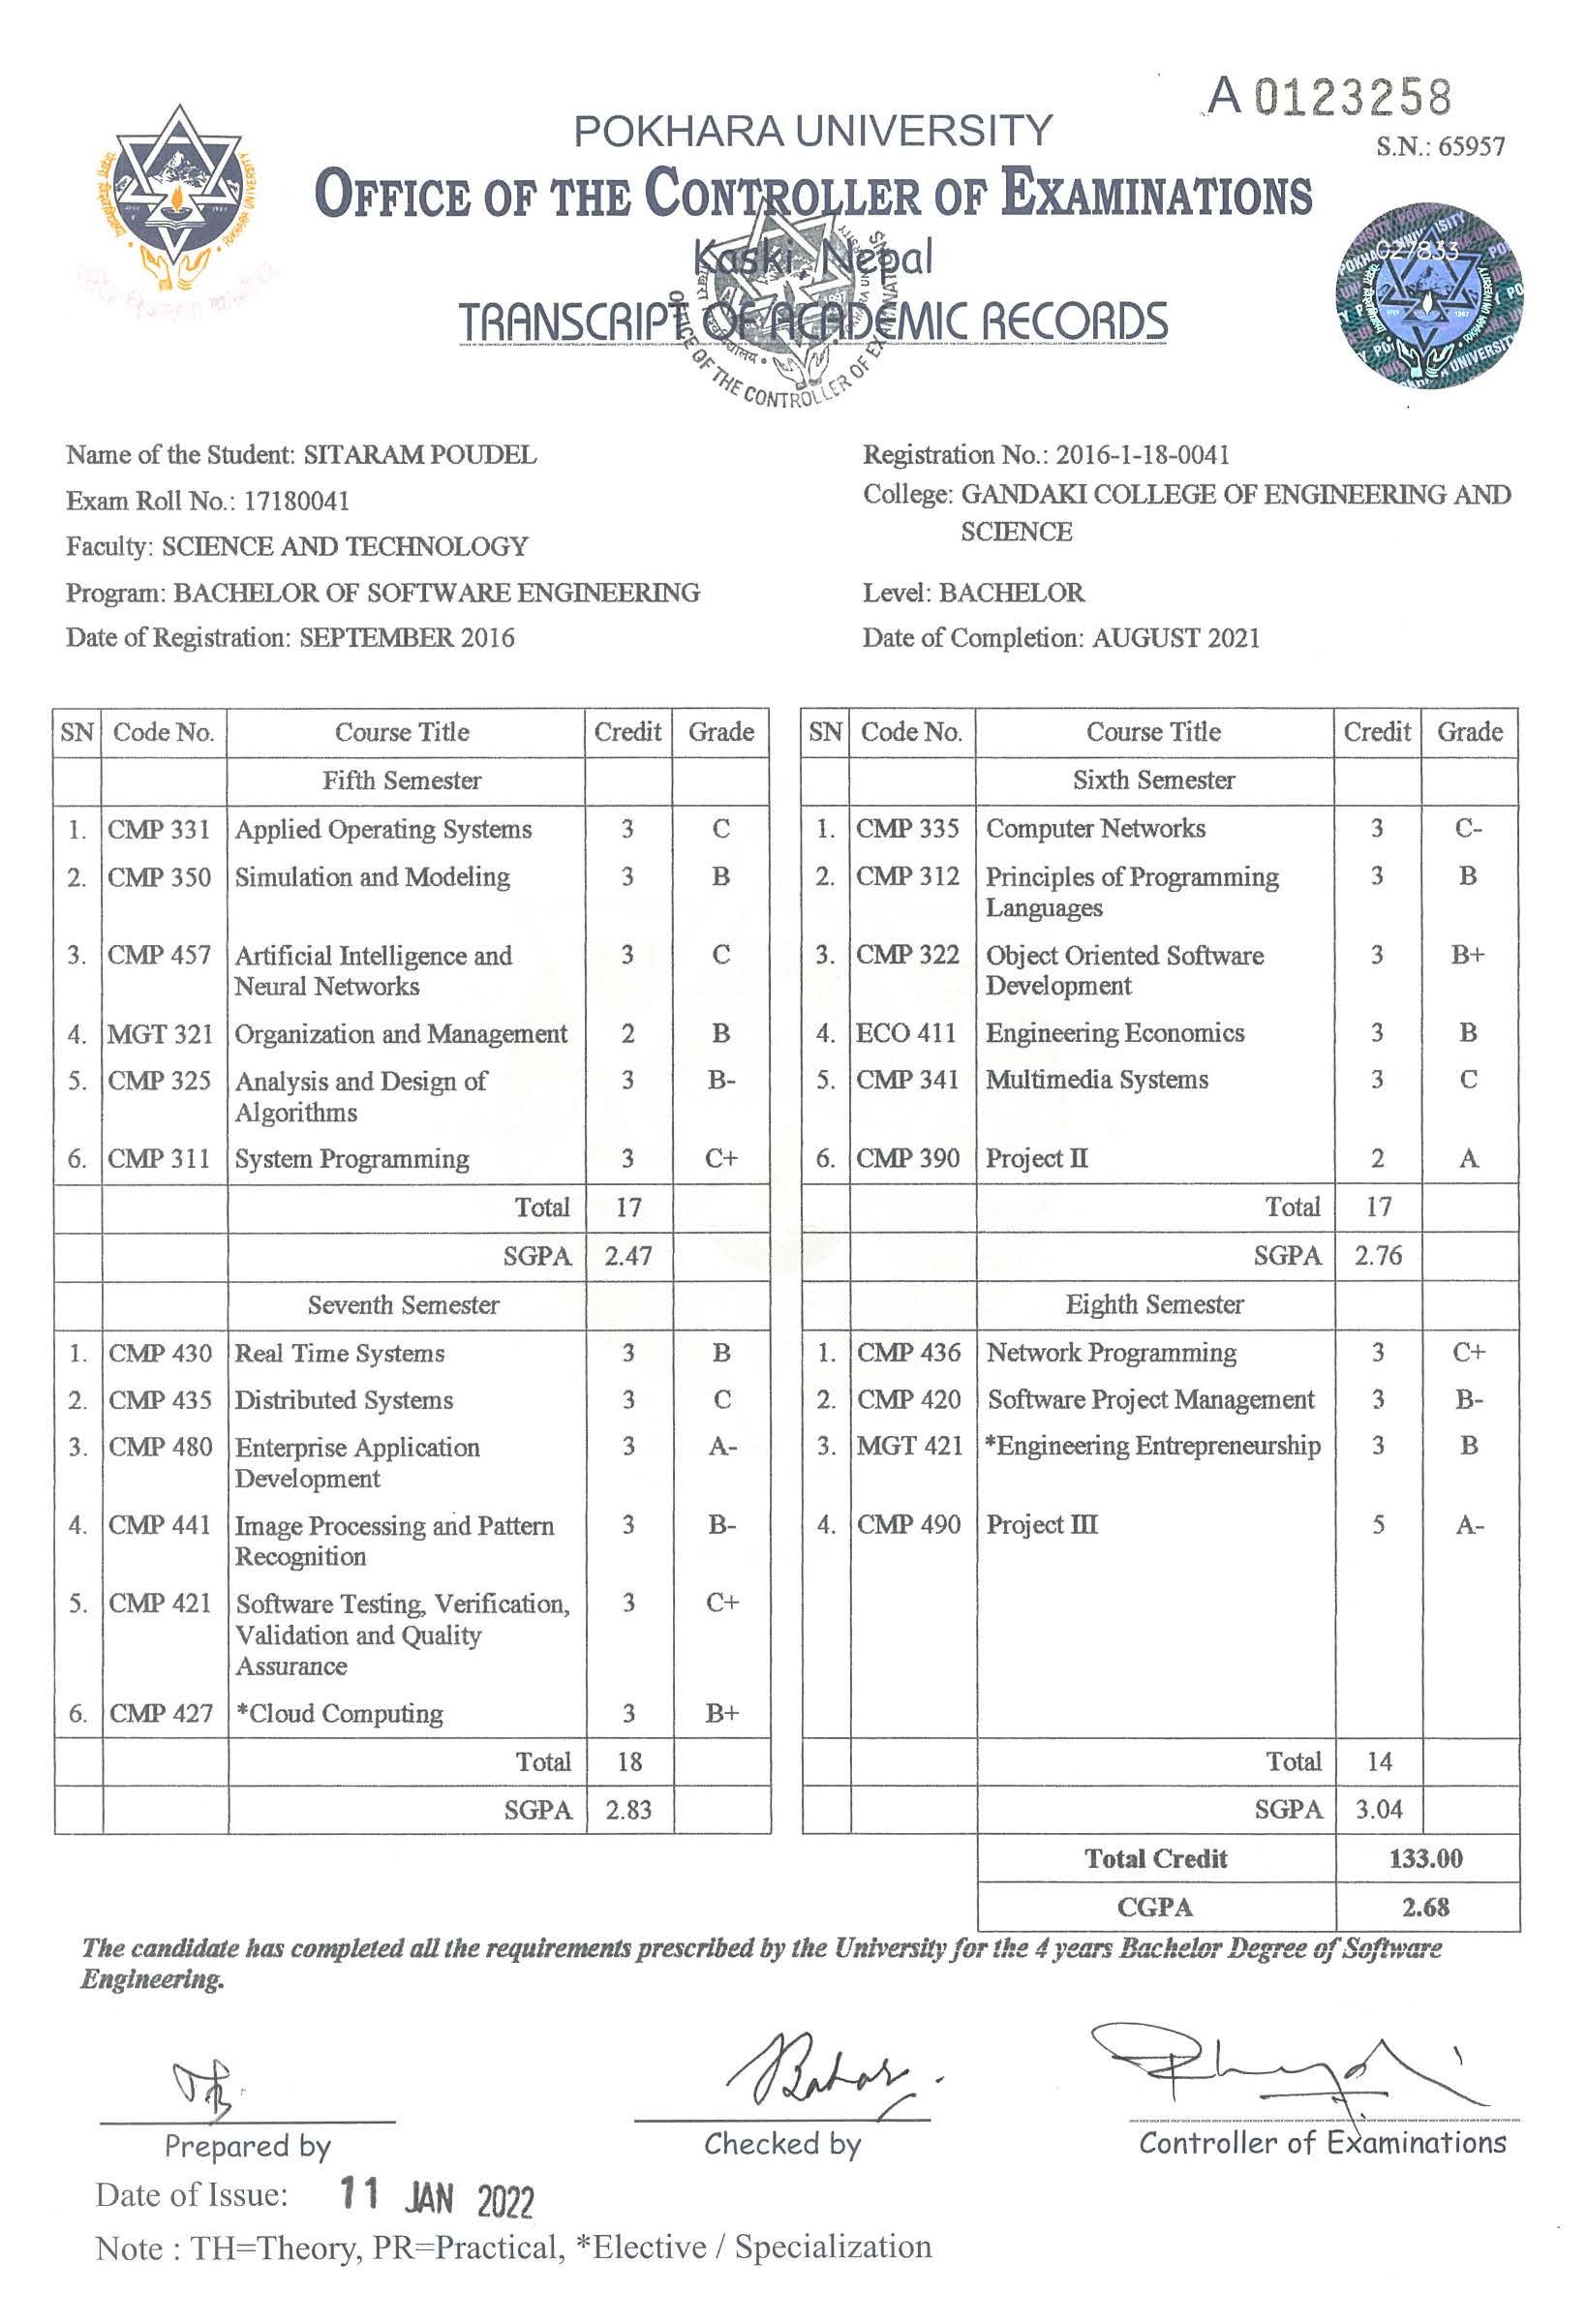 A 0123258
POKHARA UNIVERSITY
S.N.: 65957
OFFICE OF THE CONTROLLER OF EXAMINATIONS
Kaski, Nepal
TRANSCRIPT OF ACADEMIC RECORDS
OFFICE OF THE CONTROLLER OF EXAMINATIONS
POKHARA UNIVERSITY
027833
Name of the Student: SITARAM POUDEL
Registration No.: 2016-1-18-0041
Exam Roll No.: 17180041
College: GANDAKI COLLEGE OF ENGINEERING AND
SCIENCE
Faculty: SCIENCE AND TECHNOLOGY
Program: BACHELOR OF SOFTWARE ENGINEERING
Level: BACHELOR
Date of Registration: SEPTEMBER 2016
Date of Completion: AUGUST 2021
SN Code No. Course Title Credit Grade
Fifth Semester
1. CMP 331 Applied Operating Systems 3 C
2. CMP 350 Simulation and Modeling 3 B
3. CMP 457 Artificial Intelligence and 3 C
Neural Networks
4. MGT 321 Organization and Management 2 B
5. CMP 325 Analysis and Design of 3 B-
Algorithms
6. CMP 311 System Programming 3 C+
Total 17
SGPA 2.47
Seventh Semester
1. CMP 430 Real Time Systems 3 B
2. CMP 435 Distributed Systems 3 C
3. CMP 480 Enterprise Application 3 A-
Development
4. CMP 441 Image Processing and Pattern 3 B-
Recognition
5. CMP 421 Software Testing, Verification, 3 C+
Validation and Quality
Assurance
6. CMP 427 *Cloud Computing 3 B+
Total 18
SGPA 2.83
SN Code No. Course Title Credit Grade
Sixth Semester
1. CMP 335 Computer Networks 3 C-
2. CMP 312 Principles of Programming 3 B
Languages
3. CMP 322 Object Oriented Software 3 B+
Development
4. ECO 411 Engineering Economics 3 B
5. CMP 341 Multimedia Systems 3 C
6. CMP 390 Project II 2 A
Total 17
SGPA 2.76
Eighth Semester
1. CMP 436 Network Programming 3 C+
2. CMP 420 Software Project Management 3 B-
3. MGT 421 *Engineering Entrepreneurship 3 B
4. CMP 490 Project III 5 A-
Total 14
SGPA 3.04
Total Credit 133.00
CGPA 2.68
The candidate has completed all the requirements prescribed by the University for the 4 years Bachelor Degree of Software
Engineering.
Prepared by
Checked by
Controller of Examinations
Date of Issue: 11 JAN 2022
Note : TH=Theory, PR=Practical, *Elective / Specialization